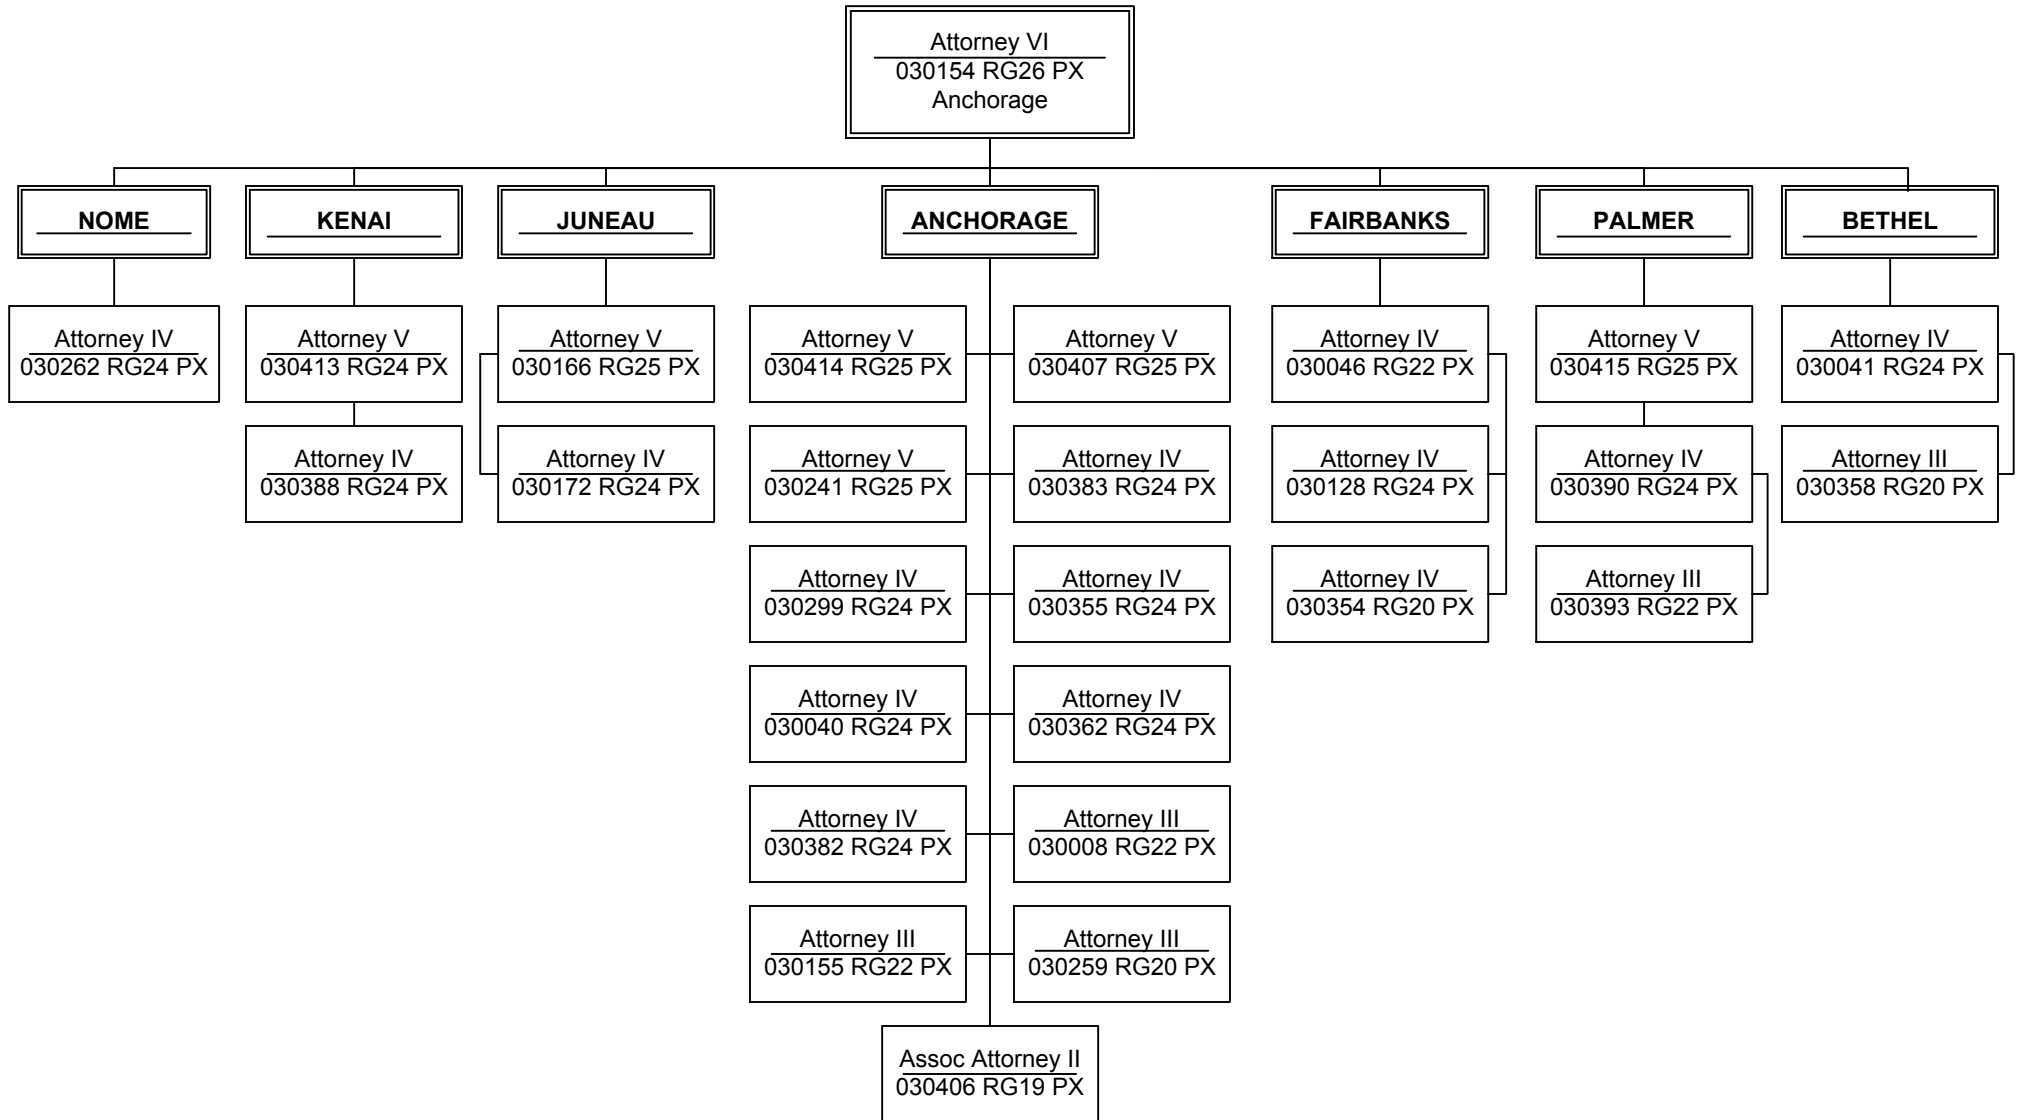 Attorney VI
030154 RG26 PX
Anchorage
NOME
KENAI
JUNEAU
ANCHORAGE
FAIRBANKS
PALMER
BETHEL
Attorney IV
030262 RG24 PX
Attorney V
030413 RG24 PX
Attorney IV
030388 RG24 PX
Attorney V
030166 RG25 PX
Attorney IV
030172 RG24 PX
Attorney V
030414 RG25 PX
Attorney V
030407 RG25 PX
Attorney V
030241 RG25 PX
Attorney IV
030383 RG24 PX
Attorney IV
030299 RG24 PX
Attorney IV
030355 RG24 PX
Attorney IV
030040 RG24 PX
Attorney IV
030362 RG24 PX
Attorney IV
030382 RG24 PX
Attorney III
030008 RG22 PX
Attorney III
030155 RG22 PX
Attorney III
030259 RG20 PX
Assoc Attorney II
030406 RG19 PX
Attorney IV
030046 RG22 PX
Attorney IV
030128 RG24 PX
Attorney IV
030354 RG20 PX
Attorney V
030415 RG25 PX
Attorney IV
030390 RG24 PX
Attorney III
030393 RG22 PX
Attorney IV
030041 RG24 PX
Attorney III
030358 RG20 PX